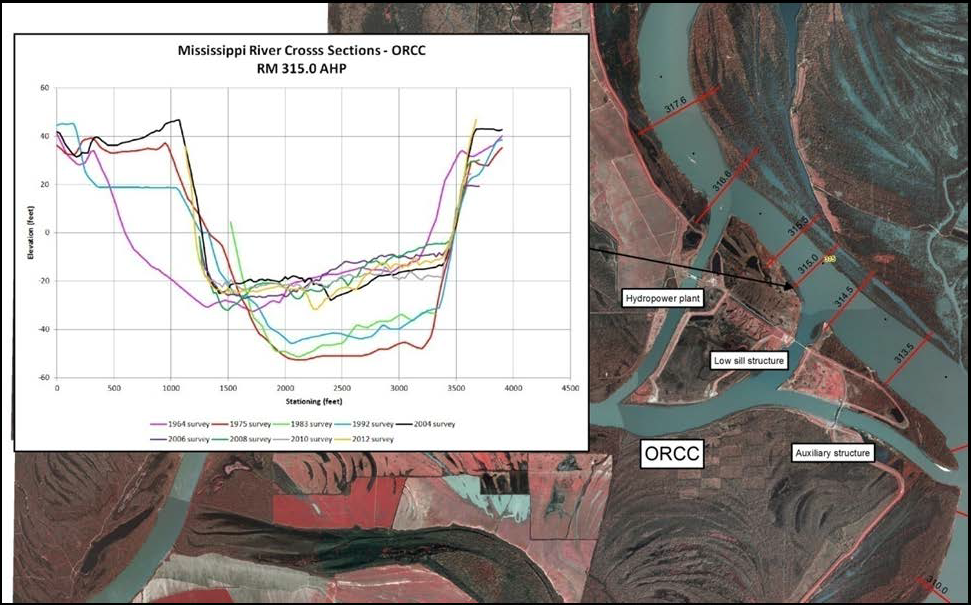 Mississippi River Crosss Sections - ORCC
RM 315.0 AHP
Elevation (feet)
60
40
20
0
-20
-40
-60
0 500 1000 1500 2000 2500 3000 3500 4000 4500
Stationing (feet)
1964 survey 1975 survey 1983 survey 1992 survey 2004 survey
2006 survey 2008 survey 2010 survey 2012 survey
317.6
316.6
315.5
315.0
314.5
313.5
310.0
Hydropower plant
Low sill structure
ORCC
Auxiliary structure